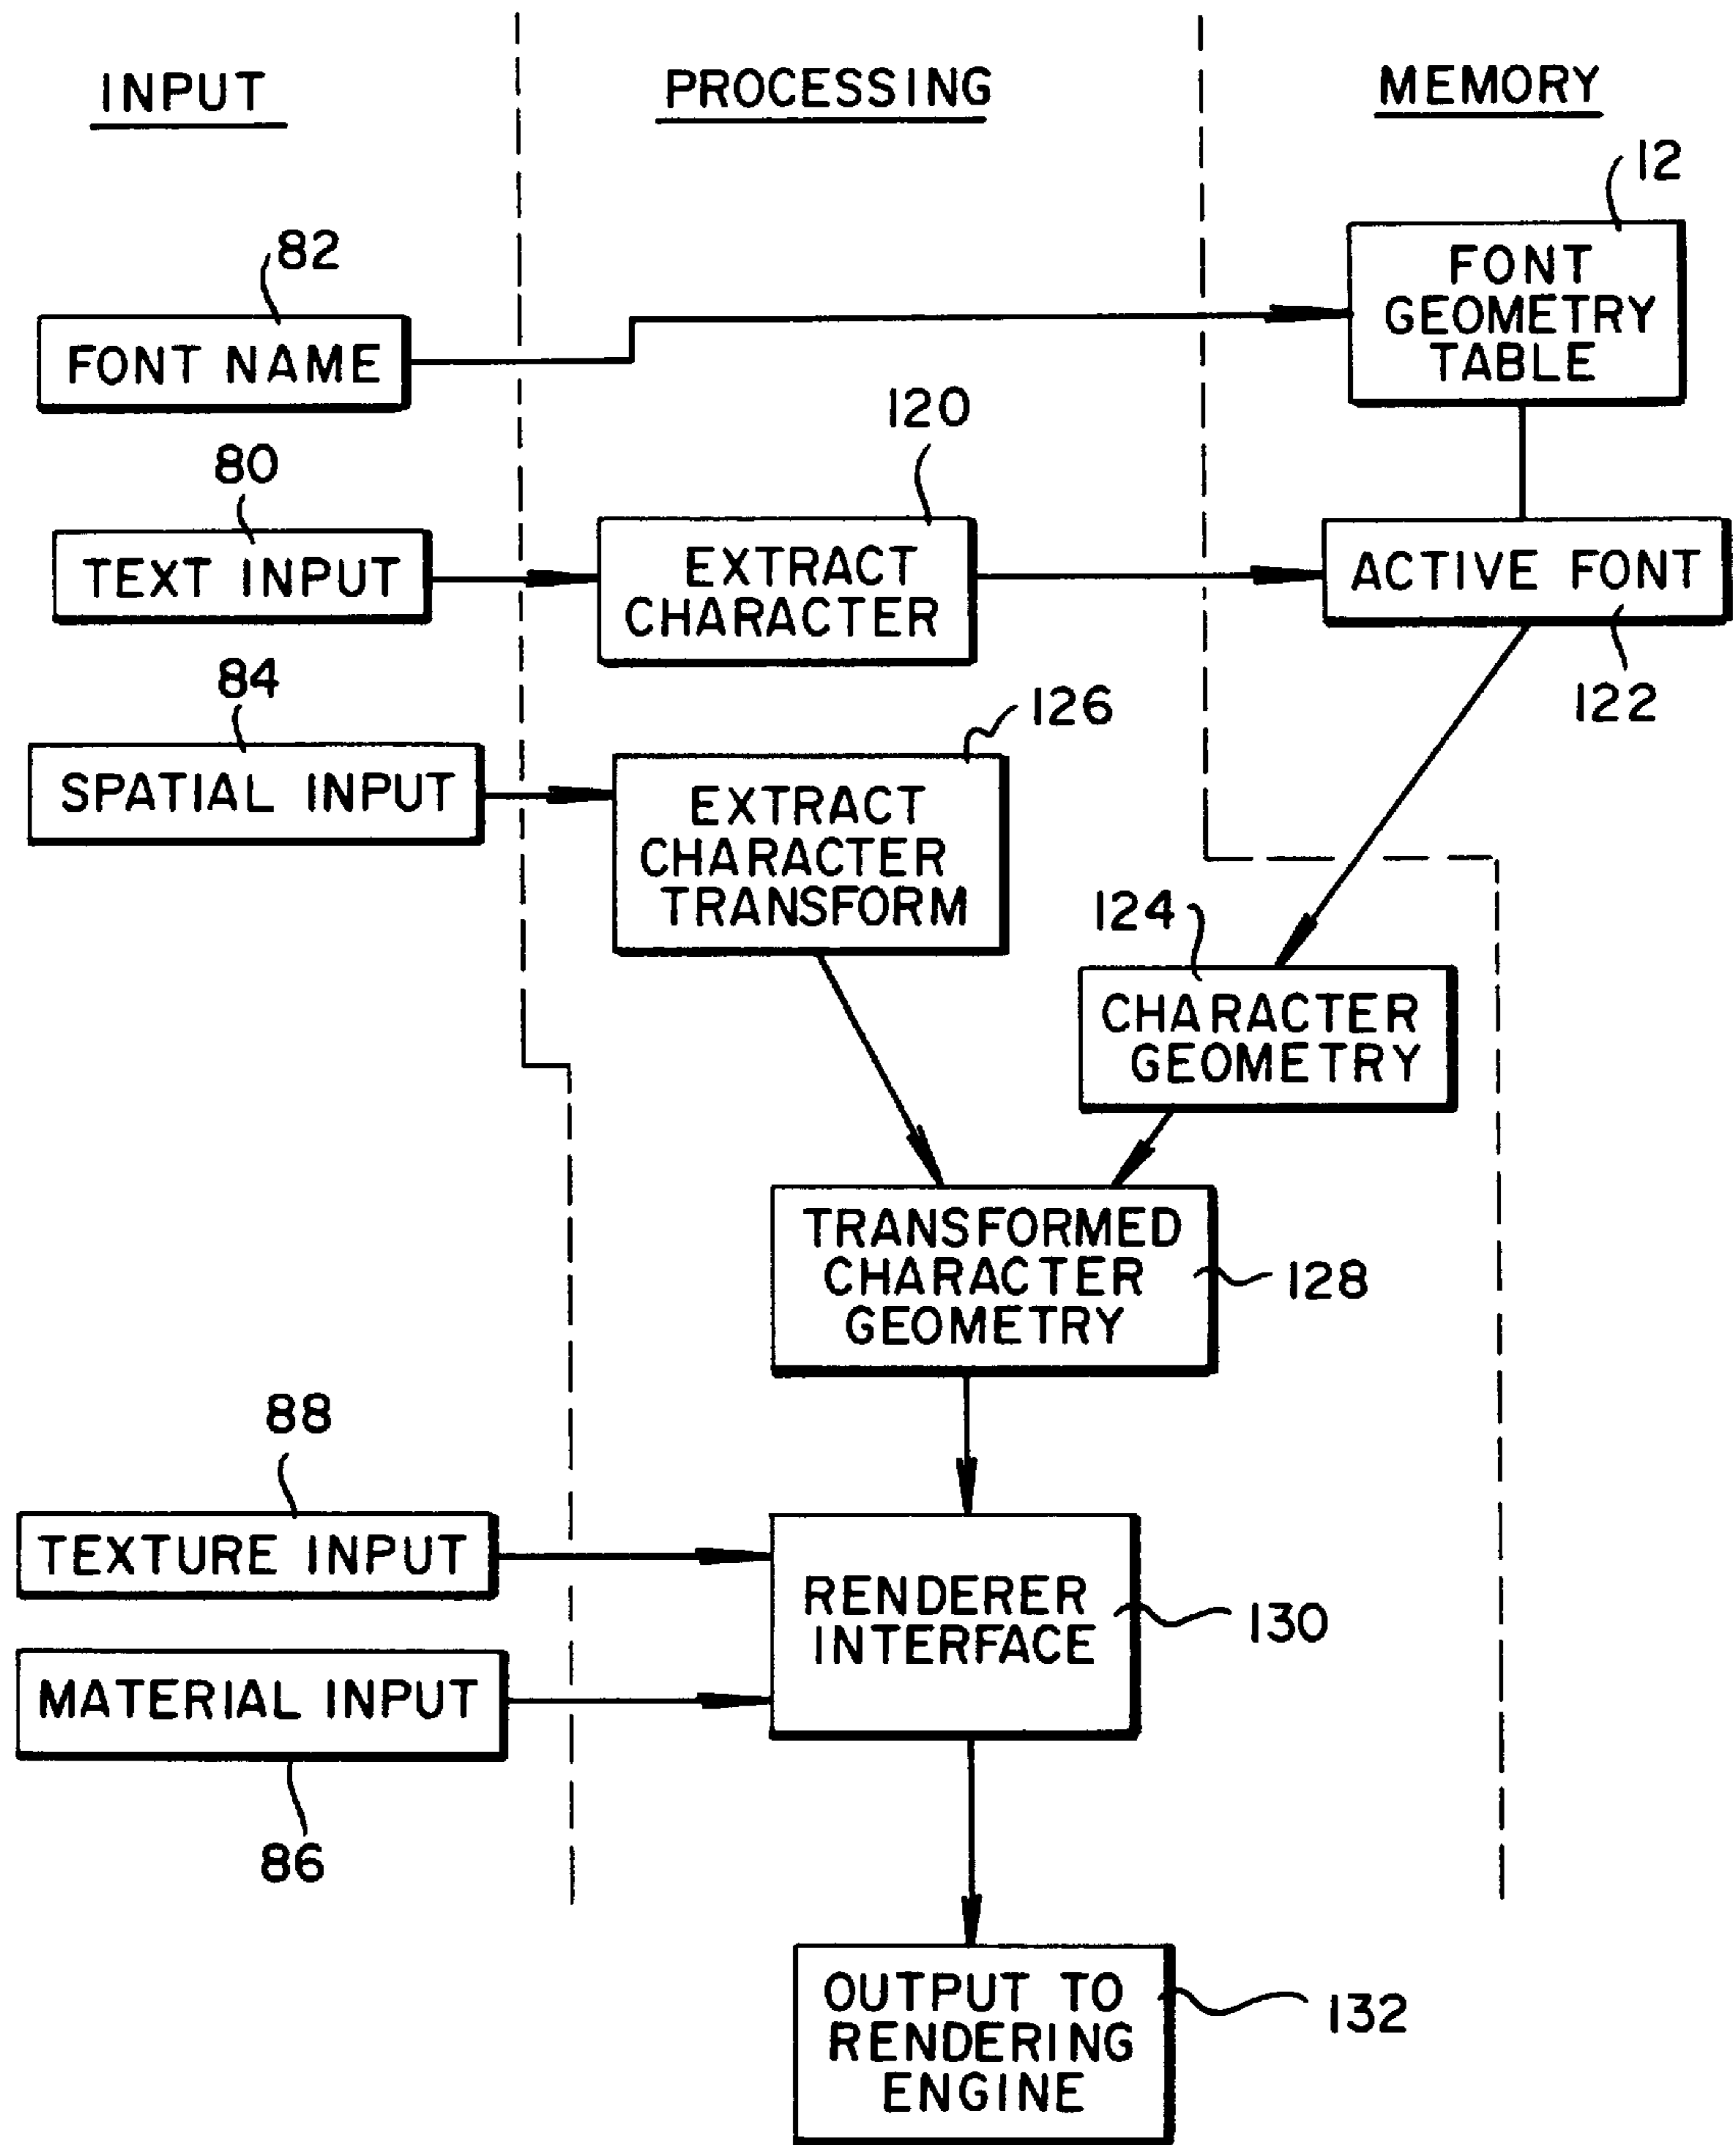 INPUT
PROCESSING
MEMORY
12
FONT
GEOMETRY
TABLE
82
FONT NAME
120
80
TEXT INPUT
EXTRACT
CHARACTER
ACTIVE FONT
122
84
SPATIAL INPUT
126
EXTRACT
CHARACTER
TRANSFORM
124
CHARACTER
GEOMETRY
TRANSFORMED
CHARACTER
GEOMETRY
128
88
TEXTURE INPUT
RENDERER
INTERFACE
130
MATERIAL INPUT
86
OUTPUT TO
RENDERING
ENGINE
132